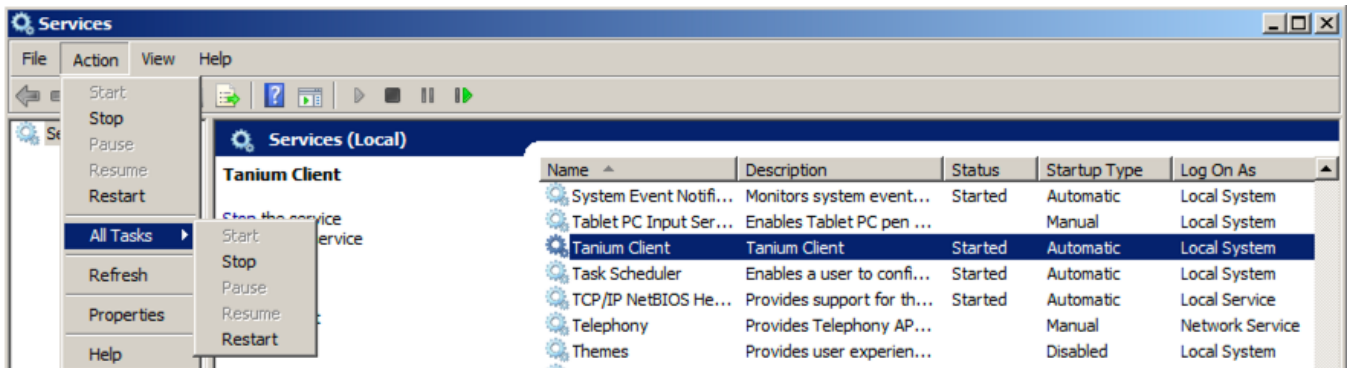 Services
File Action View Help
Start
Stop
Pause
Resume
Restart
All Tasks
Refresh
Properties
Help
Start
Stop
Pause
Resume
Restart
Services (Local)
Tanium Client
Stop the service
Name Description Status Startup Type Log On As
System Event Notifi... Monitors system event... Started Automatic Local System
Tablet PC Input Ser... Enables Tablet PC pen ... Manual Local System
Tanium Client Tanium Client Started Automatic Local System
Task Scheduler Enables a user to confi... Started Automatic Local System
TCP/IP NetBIOS He... Provides support for th... Started Automatic Local Service
Telephony Provides Telephony AP... Manual Network Service
Themes Provides user experien... Disabled Local System